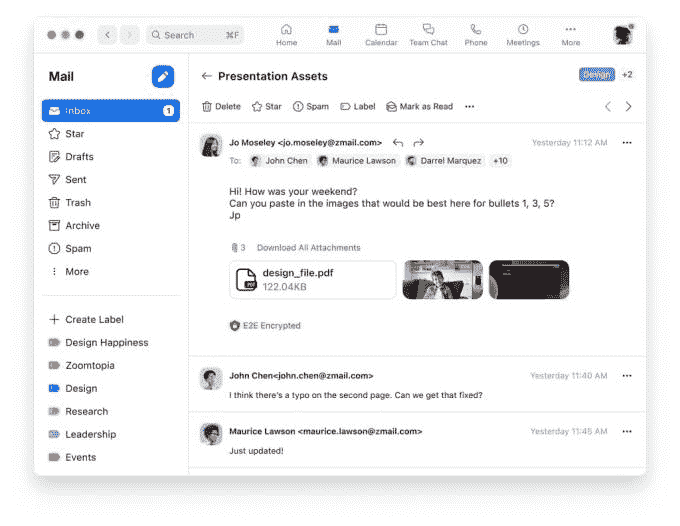 Search ⌘F
Home
Mail
Calendar
Team Chat
Phone
Meetings
More
Mail
Inbox 1
Star
Drafts
Sent
Trash
Archive
Spam
More
Create Label
Design Happiness
Zoomtopia
Design
Research
Leadership
Events
Presentation Assets
Design +2
Delete Star Spam Label Mark as Read
Jo Moseley <jo.moseley@zmail.com> Yesterday 11:12 AM
To: John Chen Maurice Lawson Darrel Marquez +10
Hi! How was your weekend?
Can you paste in the images that would be best here for bullets 1, 3, 5?
Jp
3 Download All Attachments
PDF
design_file.pdf
122.04KB
E2E Encrypted
John Chen<john.chen@zmail.com> Yesterday 11:40 AM
I think there's a typo on the second page. Can we get that fixed?
Maurice Lawson <maurice.lawson@zmail.com> Yesterday 11:45 AM
Just updated!